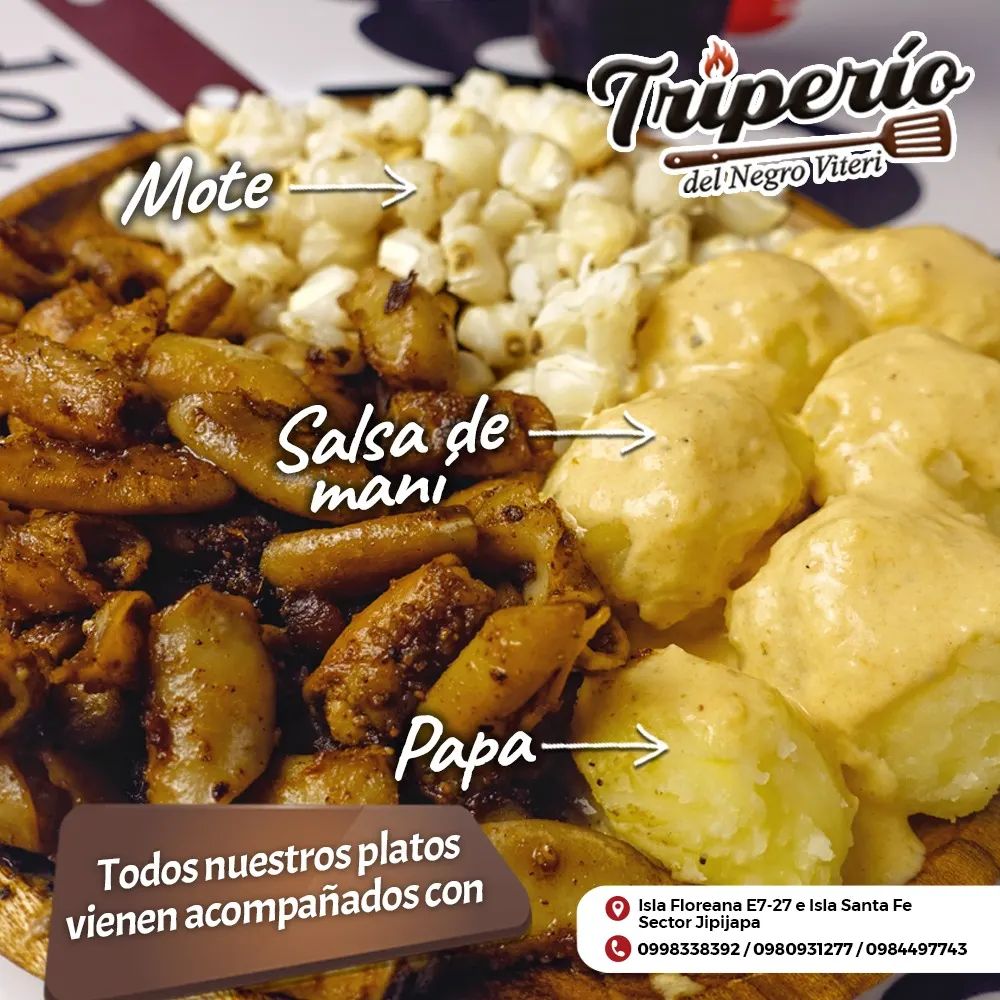 Triperío
del Negro Viteri
Mote
Salsa de
maní
Papa
Todos nuestros platos
vienen acompañados con
Isla Floreana E7-27 e Isla Santa Fe
Sector Jipijapa
0998338392 / 0980931277 / 0984497743